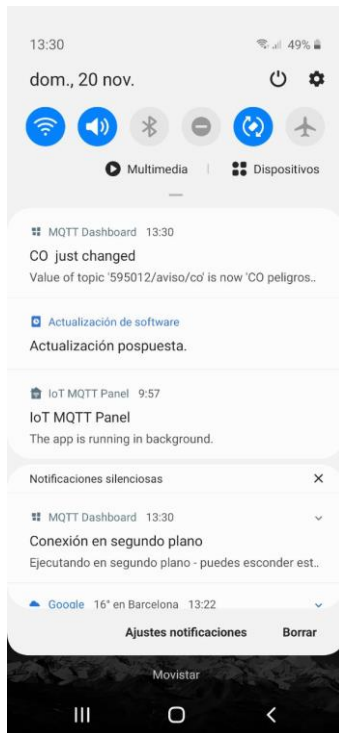 13:30 49%
dom., 20 nov.
Multimedia Dispositivos
MQTT Dashboard 13:30
CO just changed
Value of topic '595012/aviso/co' is now 'CO peligros..
Actualización de software
Actualización pospuesta.
IoT MQTT Panel 9:57
IoT MQTT Panel
The app is running in background.
Notificaciones silenciosas
MQTT Dashboard 13:30
Conexión en segundo plano
Ejecutando en segundo plano - puedes esconder est..
Google 16° en Barcelona 13:22
Ajustes notificaciones Borrar
Movistar